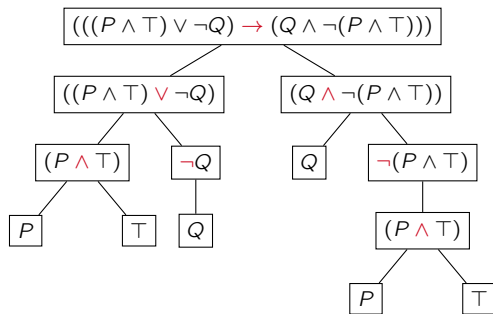 (((P ∧ ⊤) ∨ ¬Q) → (Q ∧ ¬(P ∧ ⊤)))
((P ∧ ⊤) ∨ ¬Q) (Q ∧ ¬(P ∧ ⊤))
(P ∧ ⊤) ¬Q Q ¬(P ∧ ⊤)
P ⊤ Q (P ∧ ⊤)
P ⊤